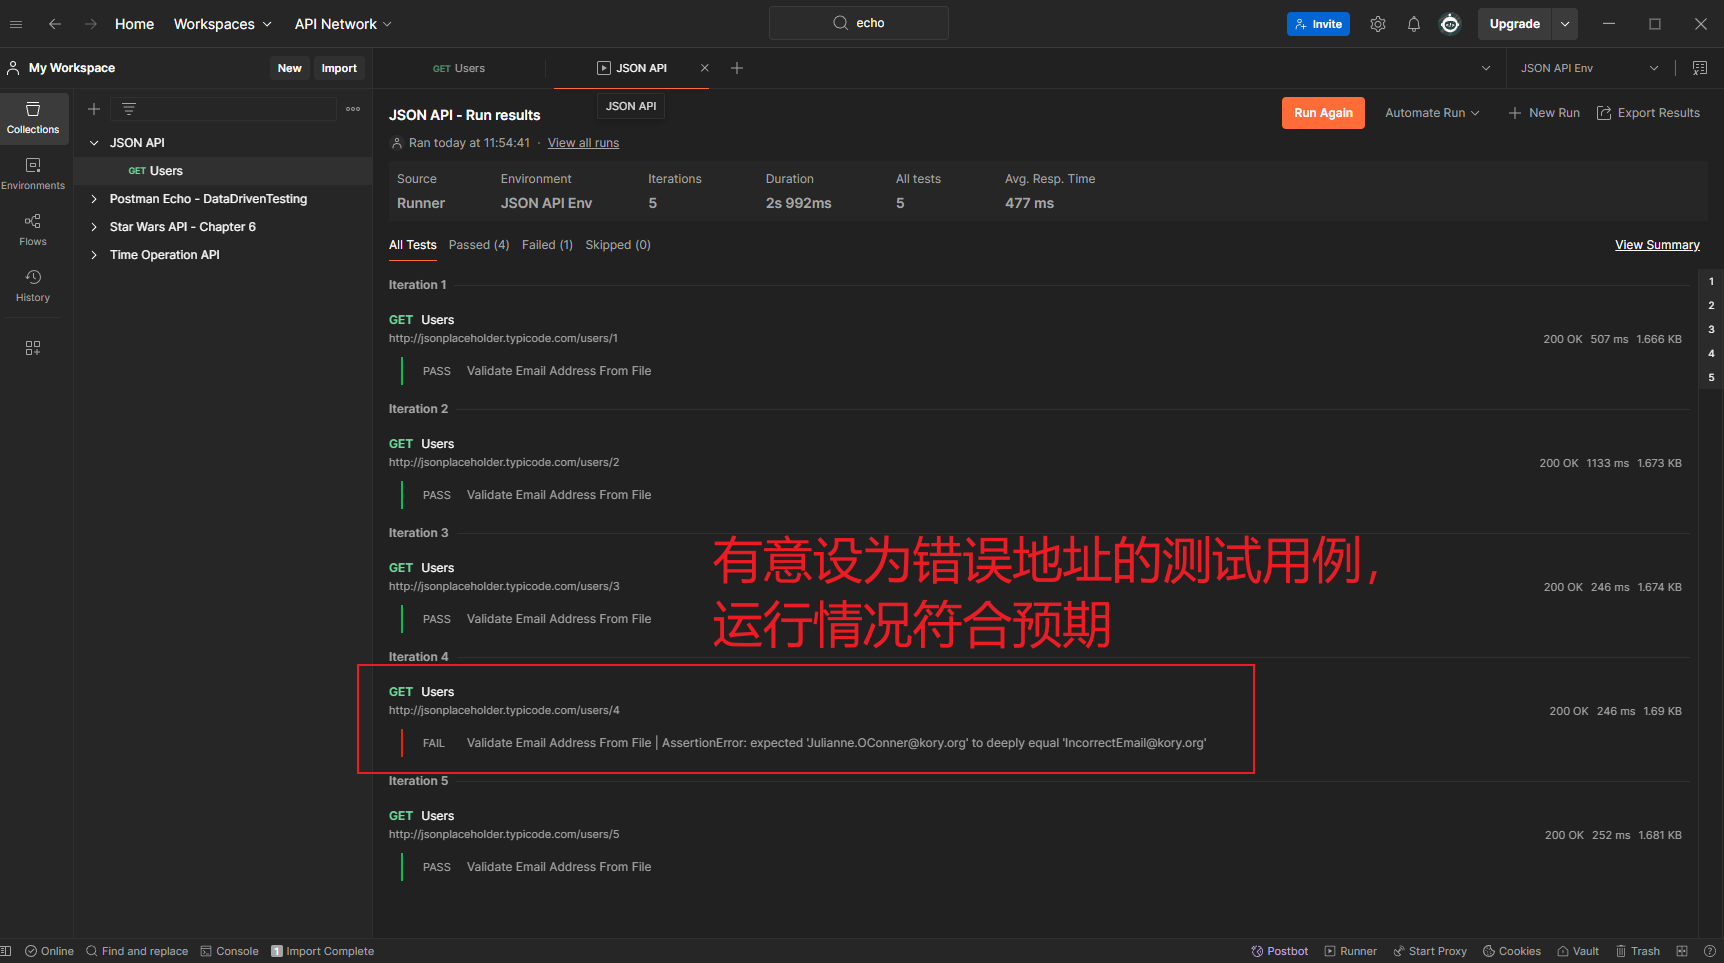 Home Workspaces API Network echo Invite Upgrade
My Workspace New Import GET Users JSON API JSON API Env
JSON API
Collections
Environments
Flows
History
JSON API
GET Users
Postman Echo - DataDrivenTesting
Star Wars API - Chapter 6
Time Operation API
JSON API - Run results Run Again Automate Run New Run Export Results
Ran today at 11:54:41 · View all runs
Source Environment Iterations Duration All tests Avg. Resp. Time
Runner JSON API Env 5 2s 992ms 5 477 ms
All Tests Passed (4) Failed (1) Skipped (0) View Summary
1
2
3
4
5
Iteration 1
GET Users
http://jsonplaceholder.typicode.com/users/1 200 OK 507 ms 1.666 KB
PASS Validate Email Address From File
Iteration 2
GET Users
http://jsonplaceholder.typicode.com/users/2 200 OK 1133 ms 1.673 KB
PASS Validate Email Address From File
Iteration 3
GET Users
http://jsonplaceholder.typicode.com/users/3 200 OK 246 ms 1.674 KB
PASS Validate Email Address From File
有意设为错误地址的测试用例，
运行情况符合预期
Iteration 4
GET Users
http://jsonplaceholder.typicode.com/users/4 200 OK 246 ms 1.69 KB
FAIL Validate Email Address From File | AssertionError: expected 'Julianne.OConner@kory.org' to deeply equal 'IncorrectEmail@kory.org'
Iteration 5
GET Users
http://jsonplaceholder.typicode.com/users/5 200 OK 252 ms 1.681 KB
PASS Validate Email Address From File
Online Find and replace Console 1 Import Complete Postbot Runner Start Proxy Cookies Vault Trash